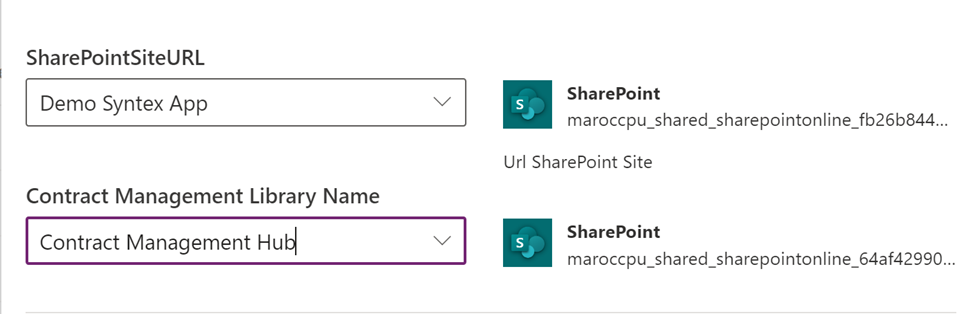 SharePointSiteURL
Demo Syntex App
SharePoint
maroccpu_shared_sharepointonline_fb26b844...
Url SharePoint Site
Contract Management Library Name
Contract Management Hub
SharePoint
maroccpu_shared_sharepointonline_64af42990...